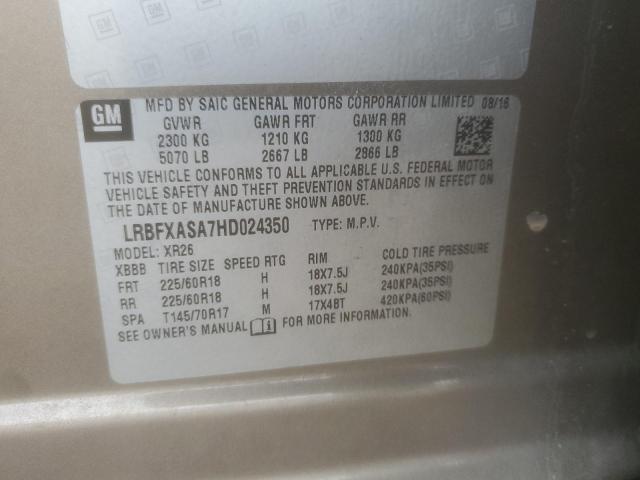 GM
MFD BY SAIC GENERAL MOTORS CORPORATION LIMITED 08/16
GVWR GAWR FRT GAWR RR
2300 KG 1210 KG 1300 KG
5070 LB 2667 LB 2866 LB
THIS VEHICLE CONFORMS TO ALL APPLICABLE U.S. FEDERAL MOTOR
VEHICLE SAFETY AND THEFT PREVENTION STANDARDS IN EFFECT ON
THE DATE OF MANUFACTURE SHOWN ABOVE.
LRBFXASA7HD024350 TYPE: M.P.V.
MODEL: XR26
XBBB TIRE SIZE SPEED RTG RIM COLD TIRE PRESSURE
FRT 225/60R18 H 18X7.5J 240KPA(35PSI)
RR 225/60R18 H 18X7.5J 240KPA(35PSI)
SPA T145/70R17 M 17X4BT 420KPA(60PSI)
SEE OWNER'S MANUAL FOR MORE INFORMATION.